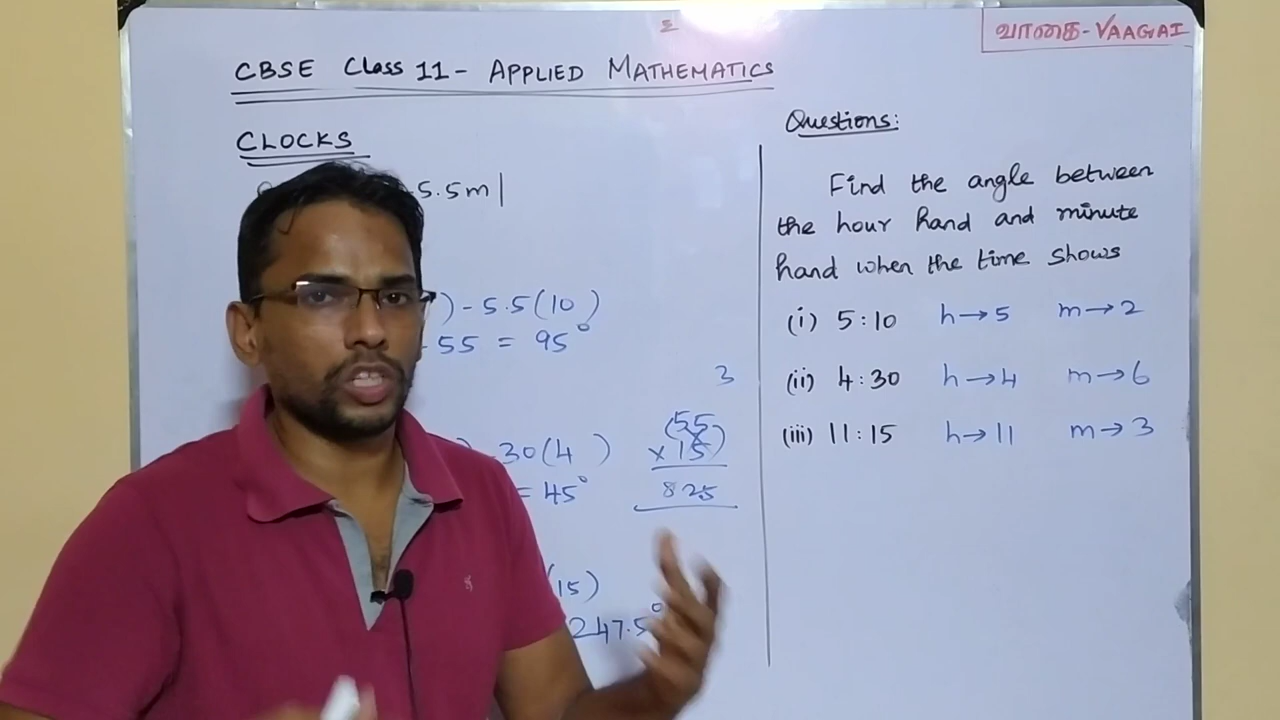 வாகை-VAAGAI
CBSE Class 11 - APPLIED MATHEMATICS
CLOCKS
5.5m|
) - 5.5(10)
55 = 95°
30(4)
= 45°
3
(55
×15)
825
(15)
247.5°
Questions:
Find the angle between
the hour hand and minute
hand when the time shows
(i) 5:10 h→5 m→2
(ii) 4:30 h→4 m→6
(iii) 11:15 h→11 m→3